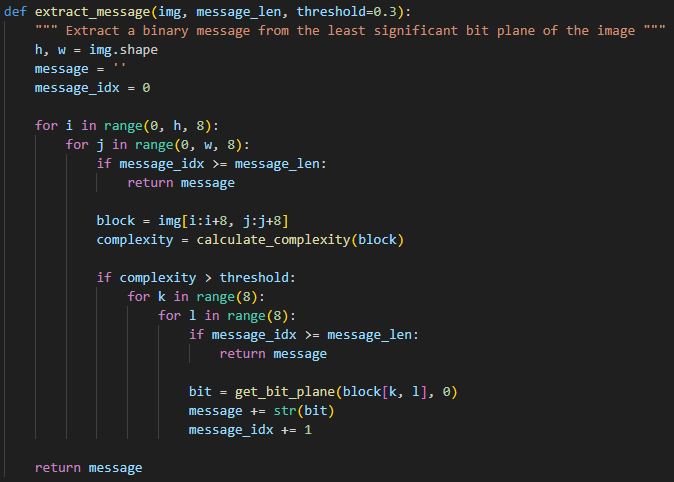 def extract_message(img, message_len, threshold=0.3):
    """ Extract a binary message from the least significant bit plane of the image """
    h, w = img.shape
    message = ''
    message_idx = 0

    for i in range(0, h, 8):
        for j in range(0, w, 8):
            if message_idx >= message_len:
                return message

            block = img[i:i+8, j:j+8]
            complexity = calculate_complexity(block)

            if complexity > threshold:
                for k in range(8):
                    for l in range(8):
                        if message_idx >= message_len:
                            return message

                        bit = get_bit_plane(block[k, l], 0)
                        message += str(bit)
                        message_idx += 1

    return message